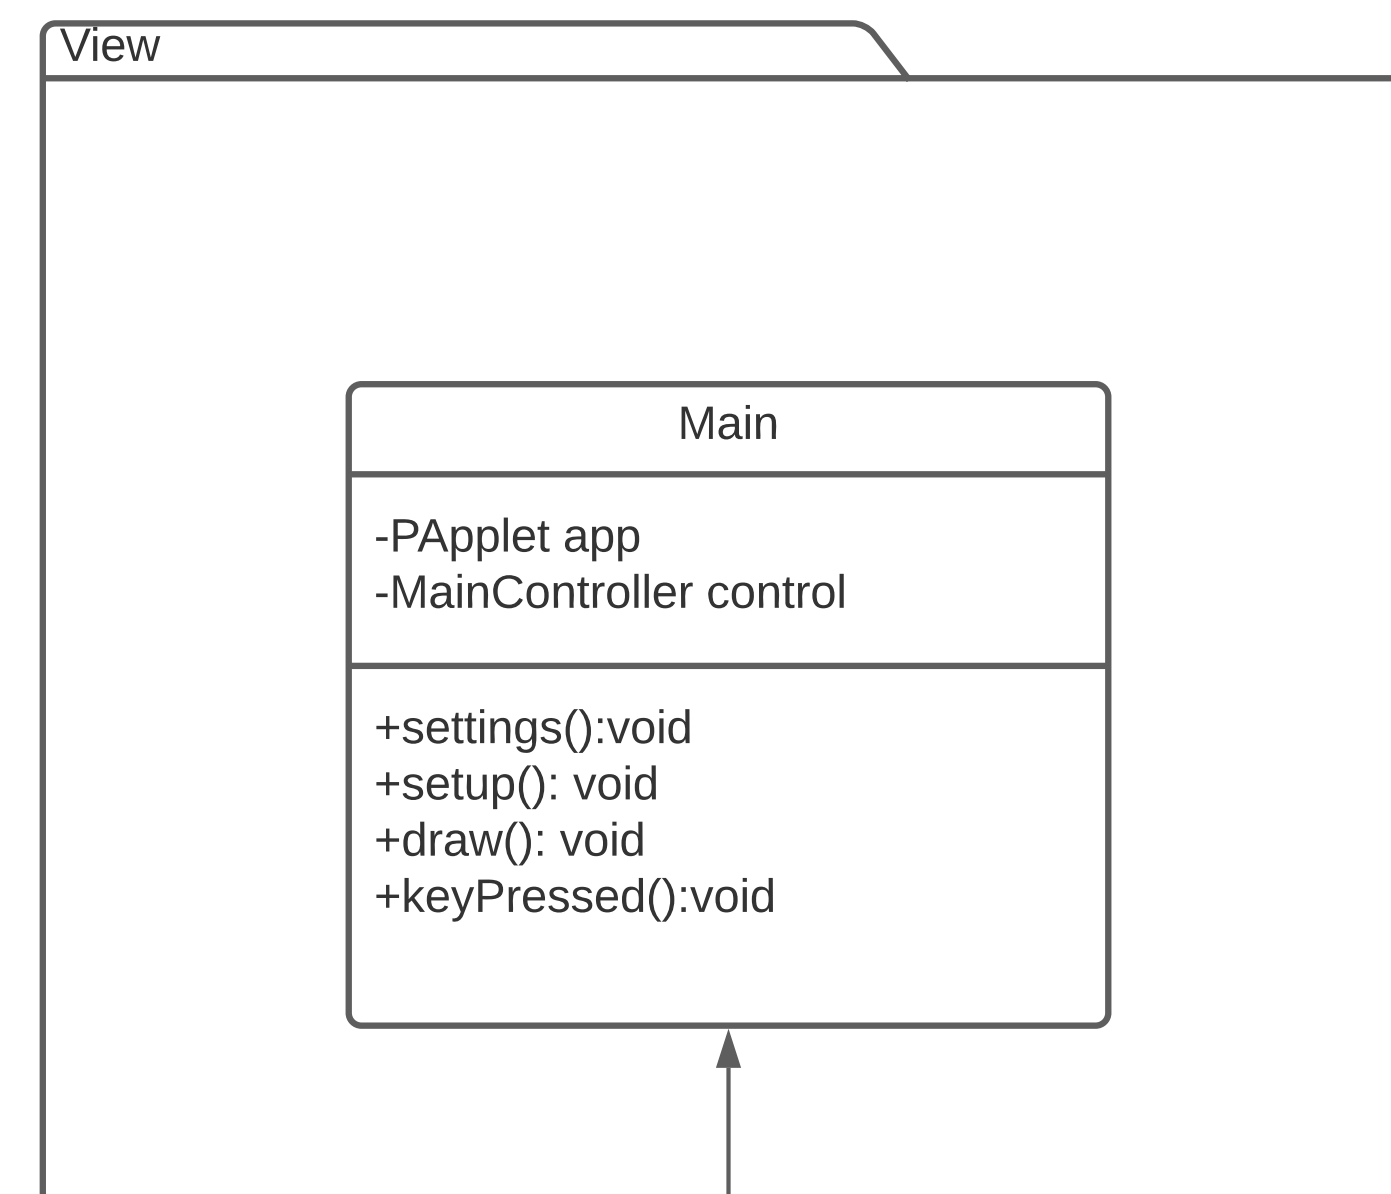 View
Main
-PApplet app
-MainController control
+settings():void
+setup(): void
+draw(): void
+keyPressed():void